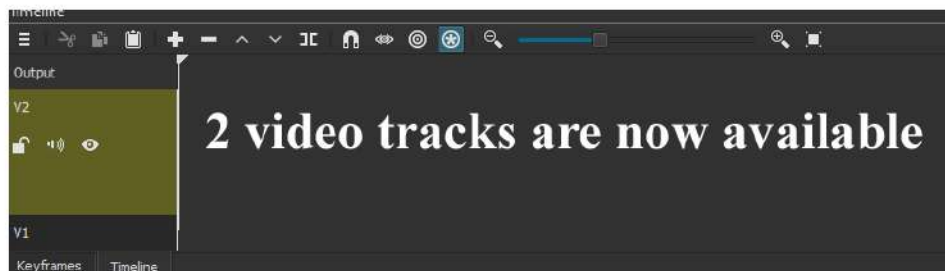 Timeline
Output
V2
2 video tracks are now available
V1
Keyframes Timeline